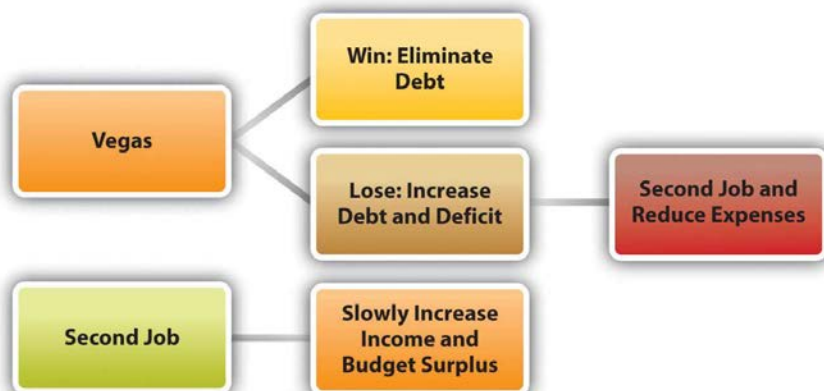 Vegas
Win: Eliminate
Debt
Lose: Increase
Debt and Deficit
Second Job and
Reduce Expenses
Second Job
Slowly Increase
Income and
Budget Surplus